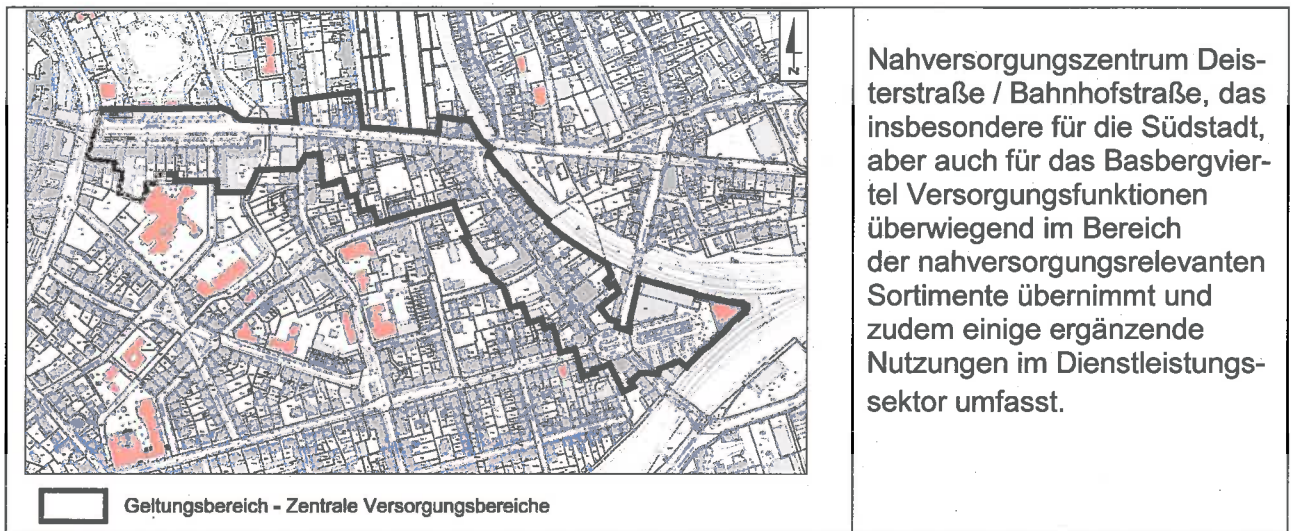 Nahversorgungszentrum Deis-
terstraße / Bahnhofstraße, das
insbesondere für die Südstadt,
aber auch für das Basbergvier-
tel Versorgungsfunktionen
überwiegend im Bereich
der nahversorgungsrelevanten
Sortimente übernimmt und
zudem einige ergänzende
Nutzungen im Dienstleistungs-
sektor umfasst.
N
Geltungsbereich - Zentrale Versorgungsbereiche